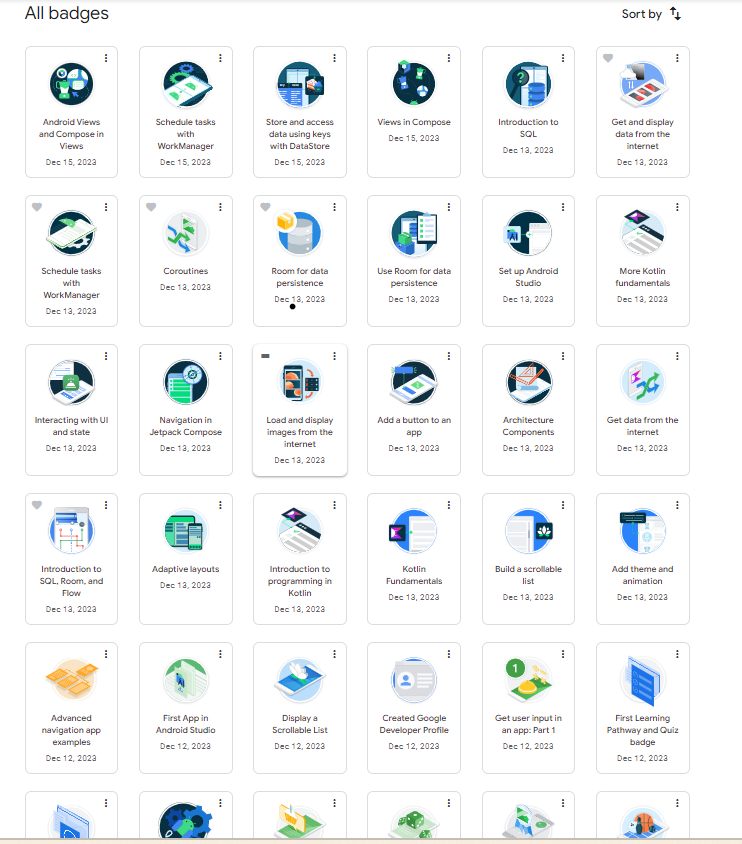 All badges
Sort by
Android Views
and Compose in
Views
Dec 15, 2023
Schedule tasks
with
WorkManager
Dec 15, 2023
Store and access
data using keys
with DataStore
Dec 15, 2023
Views in Compose
Dec 15, 2023
Introduction to
SQL
Dec 13, 2023
Get and display
data from the
internet
Dec 13, 2023
Schedule tasks
with
WorkManager
Dec 13, 2023
Coroutines
Dec 13, 2023
Room for data
persistence
Dec 13, 2023
Use Room for data
persistence
Dec 13, 2023
AI
Set up Android
Studio
Dec 13, 2023
More Kotlin
fundamentals
Dec 13, 2023
Interacting with UI
and state
Dec 13, 2023
Navigation in
Jetpack Compose
Dec 13, 2023
Load and display
images from the
internet
Dec 13, 2023
Add a button to an
app
Dec 13, 2023
Architecture
Components
Dec 13, 2023
Get data from the
internet
Dec 13, 2023
Introduction to
SQL, Room, and
Flow
Dec 13, 2023
Adaptive layouts
Dec 13, 2023
Introduction to
programming in
Kotlin
Dec 13, 2023
Kotlin
Fundamentals
Dec 13, 2023
Build a scrollable
list
Dec 13, 2023
Add theme and
animation
Dec 13, 2023
Advanced
navigation app
examples
Dec 12, 2023
First App in
Android Studio
Dec 12, 2023
Display a
Scrollable List
Dec 12, 2023
Created Google
Developer Profile
Dec 12, 2023
1
Get user input in
an app: Part 1
Dec 12, 2023
First Learning
Pathway and Quiz
badge
Dec 12, 2023